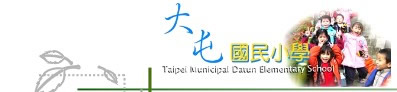 大屯國民小學
Taipei Municipal Datun Elementary School